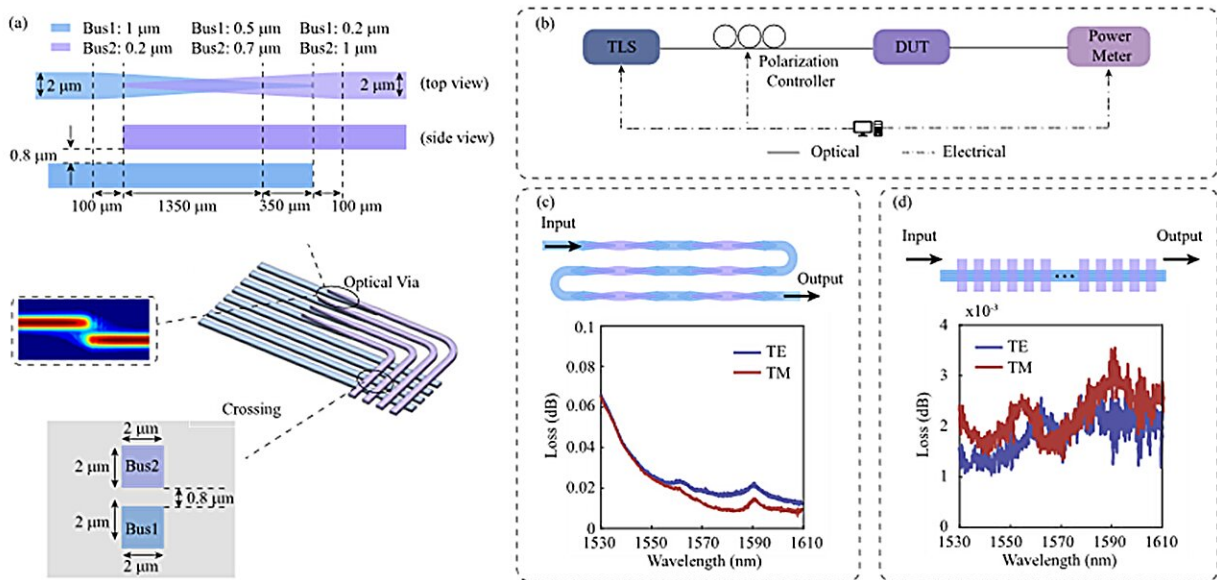 (a)
Bus1: 1 μm Bus1: 0.5 μm Bus1: 0.2 μm
Bus2: 0.2 μm Bus2: 0.7 μm Bus2: 1 μm
2 μm 2 μm (top view)
(side view)
0.8 μm
100 μm 1350 μm 350 μm 100 μm
Optical Via
Crossing
2 μm
2 μm Bus2
0.8 μm
2 μm Bus1
2 μm
(b)
TLS DUT Power
Meter
Polarization
Controller
Optical Electrical
(c)
Input
Output
0.1
0.08
0.06
0.04
0.02
0
TE
TM
Loss (dB)
1530 1550 1570 1590 1610
Wavelength (nm)
(d)
Input Output
x10⁻³
4
3
2
1
0
TE
TM
Loss (dB)
1530 1550 1570 1590 1610
Wavelength (nm)